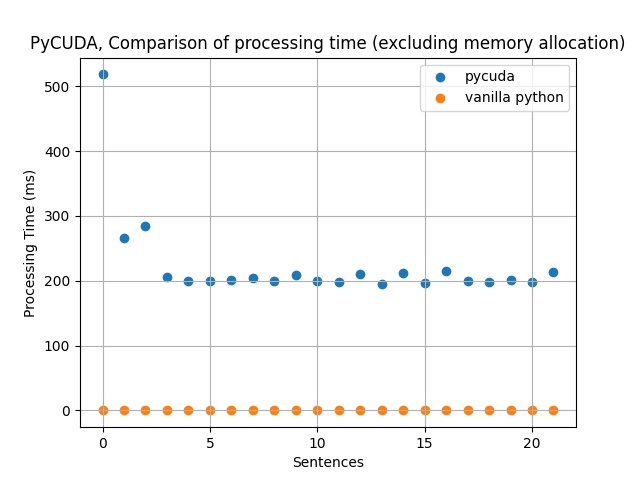 PyCUDA, Comparison of processing time (excluding memory allocation)
pycuda
vanilla python
500
400
300
200
100
0
Processing Time (ms)
0 5 10 15 20
Sentences